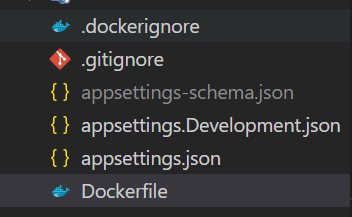 .dockerignore
.gitignore
appsettings-schema.json
appsettings.Development.json
appsettings.json
Dockerfile